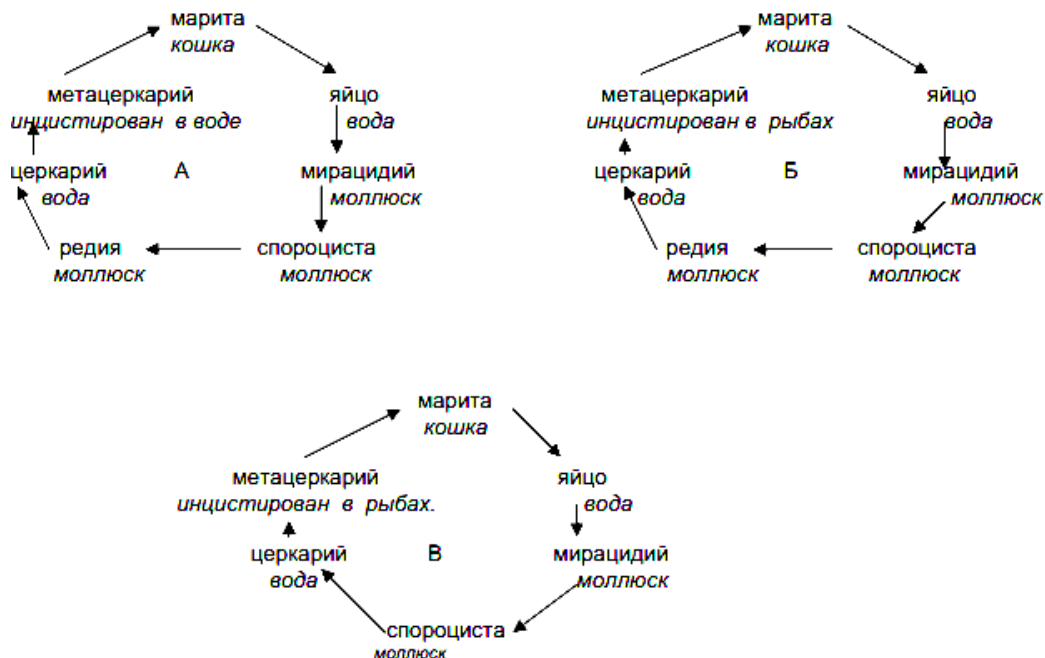 марита
кошка
метацеркарий
инцистирован в воде
яйцо
вода
церкарий
вода
А
мирацидий
моллюск
редия
моллюск
спороциста
моллюск
марита
кошка
метацеркарий
инцистирован в рыбах
яйцо
вода
церкарий
вода
Б
мирацидий
моллюск
редия
моллюск
спороциста
моллюск
марита
кошка
метацеркарий
инцистирован в рыбах.
яйцо
вода
церкарий
вода
В
мирацидий
моллюск
спороциста
моллюск